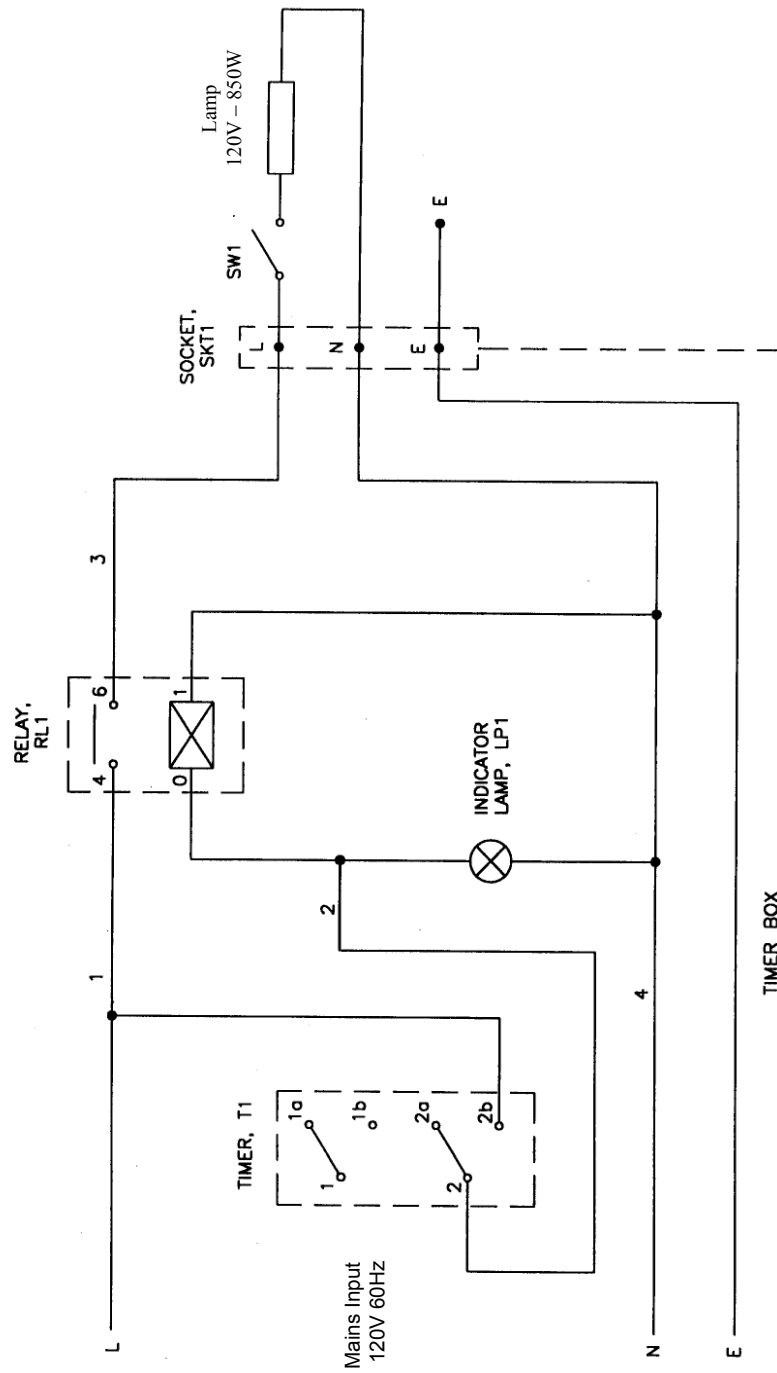 L
Mains Input
120V 60Hz
N
E
TIMER, T1
1
1a
1b
2
2a
2b
1
2
4
RELAY,
RL1
4
6
0
1
INDICATOR
LAMP, LP1
3
SOCKET,
SKT1
L
N
E
SW1
Lamp
120V – 850W
E
TIMER BOX